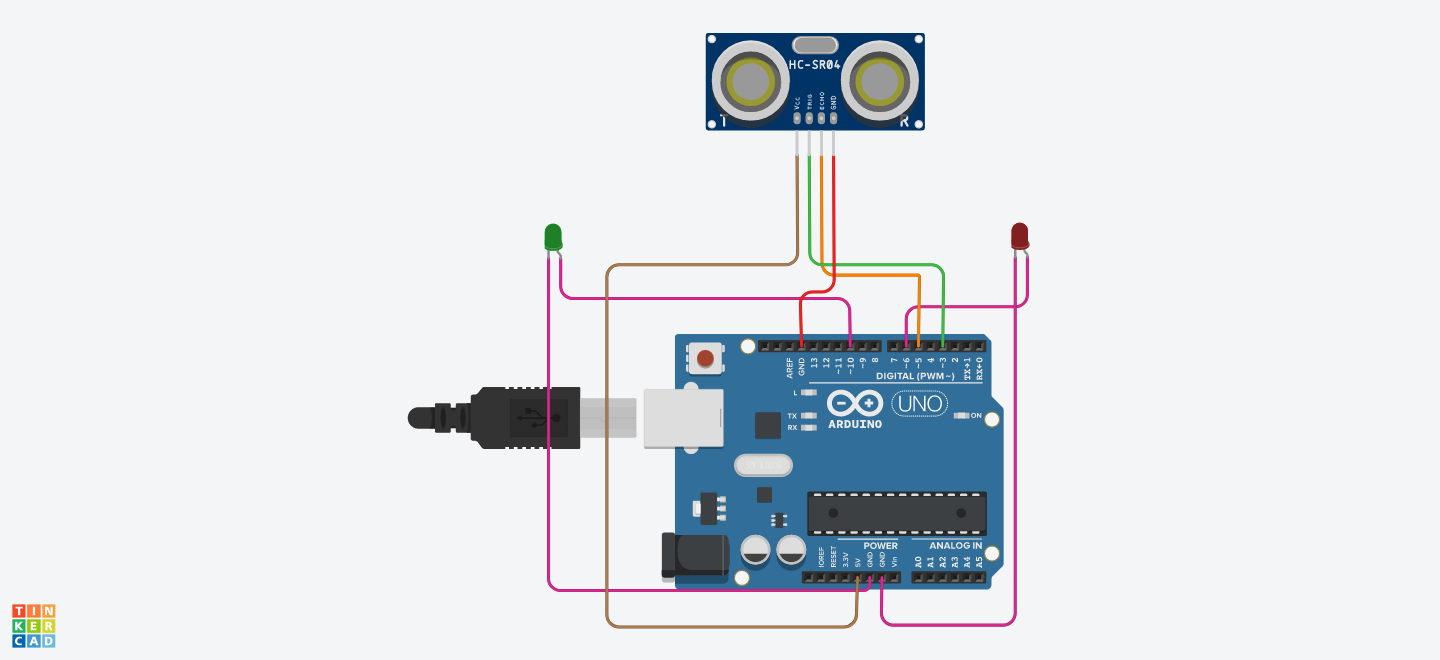 HC-SR04
VCC
TRIG
ECHO
GND
T
R
AREF
GND
13
12
~11
~10
~9
8
7
~6
~5
4
~3
2
TX→1
RX←0
DIGITAL (PWM~)
L
TX
RX
ARDUINO
UNO
ON
IOREF
RESET
3.3V
5V
GND
GND
Vin
POWER
ANALOG IN
A0
A1
A2
A3
A4
A5
TIN
KER
CAD